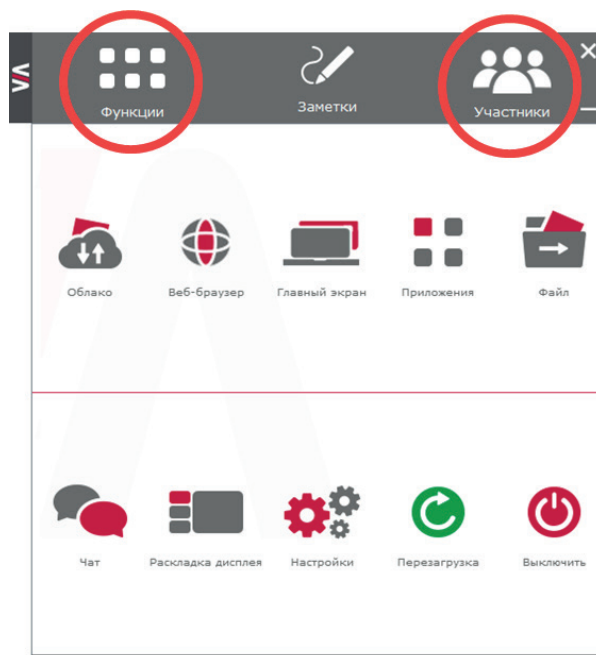 Функции
Заметки
Участники
Облако
Веб-браузер
Главный экран
Приложения
Файл
Чат
Раскладка дисплея
Настройки
Перезагрузка
Выключить